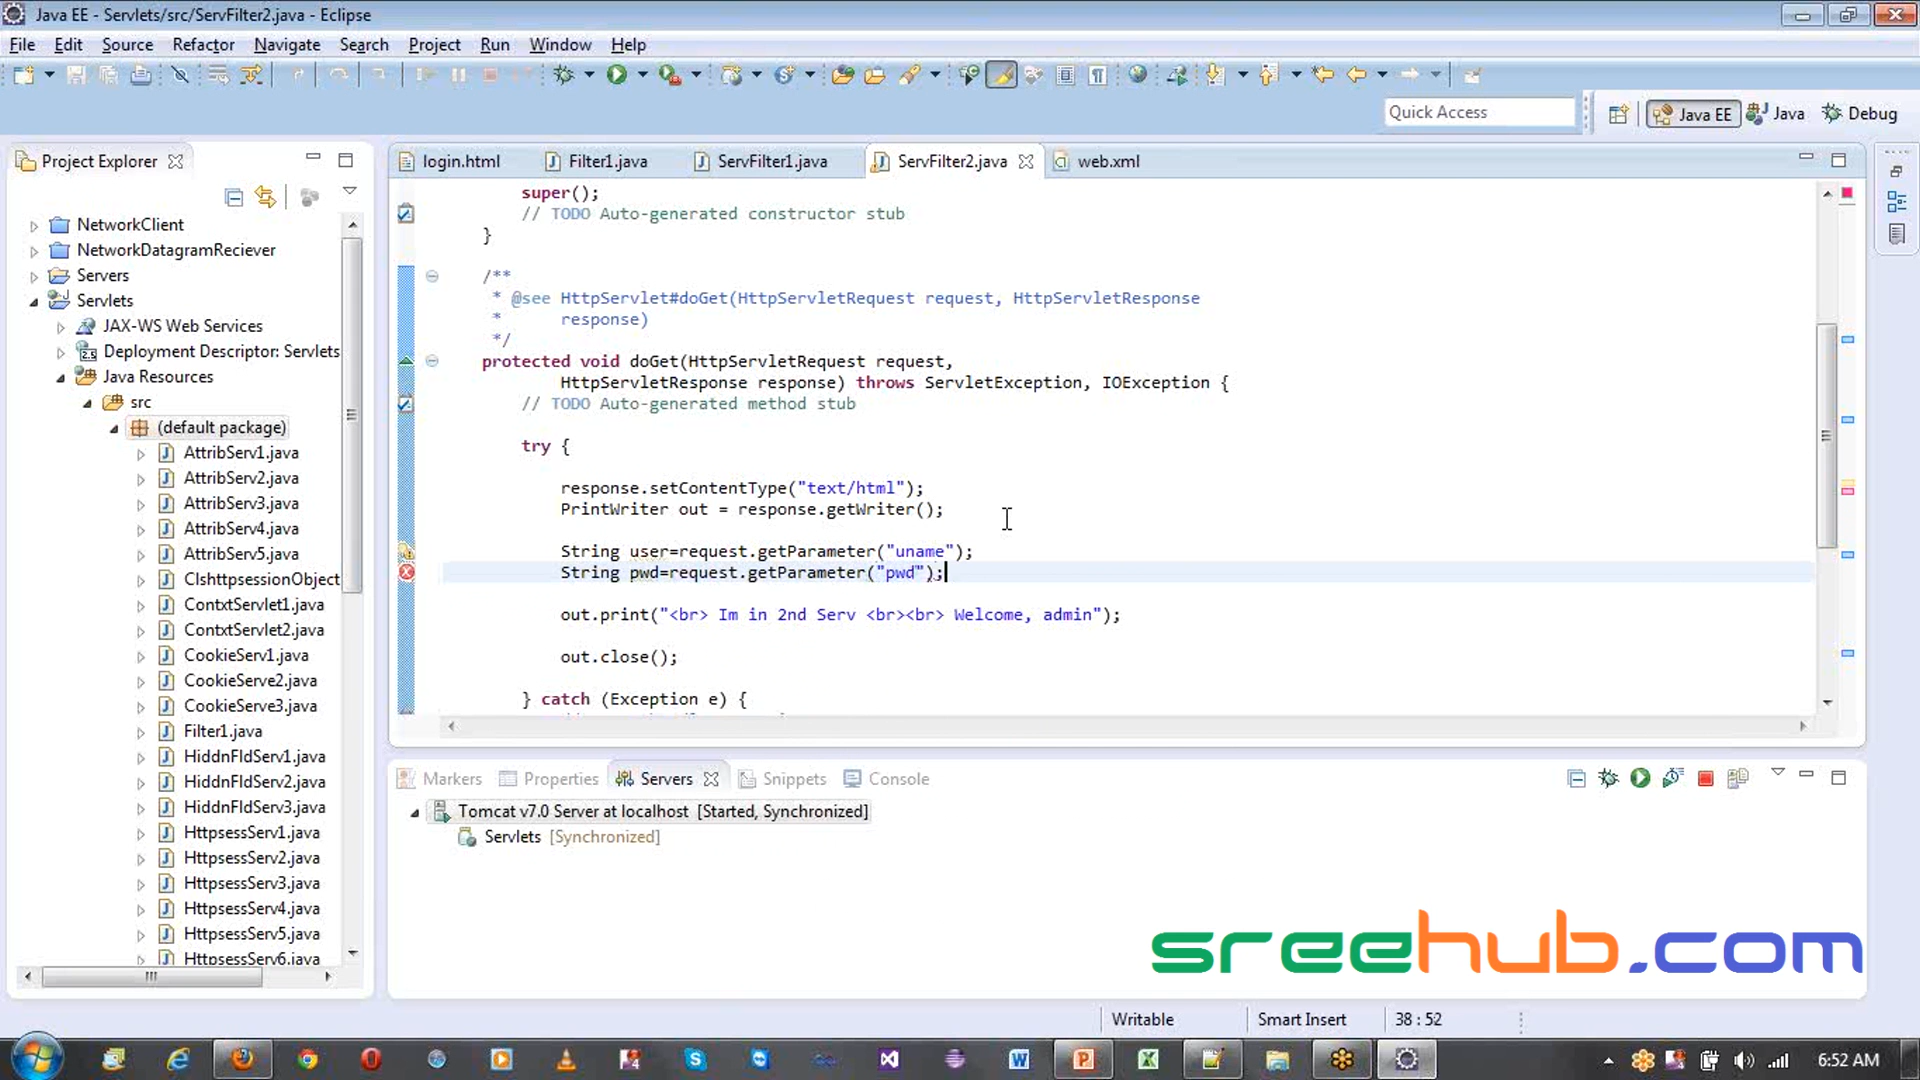 Java EE - Servlets/src/ServFilter2.java - Eclipse
File Edit Source Refactor Navigate Search Project Run Window Help
Quick Access
Java EE
Java
Debug
Project Explorer
login.html
Filter1.java
ServFilter1.java
ServFilter2.java
web.xml
NetworkClient
NetworkDatagramReciever
Servers
Servlets
JAX-WS Web Services
Deployment Descriptor: Servlets
Java Resources
src
(default package)
AttribServ1.java
AttribServ2.java
AttribServ3.java
AttribServ4.java
AttribServ5.java
ClshttpsessionObject
ContxtServlet1.java
ContxtServlet2.java
CookieServ1.java
CookieServe2.java
CookieServe3.java
Filter1.java
HiddnFldServ1.java
HiddnFldServ2.java
HiddnFldServ3.java
HttpsessServ1.java
HttpsessServ2.java
HttpsessServ3.java
HttpsessServ4.java
HttpsessServ5.java
HttpsessServ6.java
super();
// TODO Auto-generated constructor stub
}
/**
* @see HttpServlet#doGet(HttpServletRequest request, HttpServletResponse
* response)
*/
protected void doGet(HttpServletRequest request,
HttpServletResponse response) throws ServletException, IOException {
// TODO Auto-generated method stub
try {
response.setContentType("text/html");
PrintWriter out = response.getWriter();
String user=request.getParameter("uname");
String pwd=request.getParameter("pwd");
out.print("<br> Im in 2nd Serv <br><br> Welcome, admin");
out.close();
} catch (Exception e) {
Markers
Properties
Servers
Snippets
Console
Tomcat v7.0 Server at localhost [Started, Synchronized]
Servlets [Synchronized]
sreehub.com
Writable
Smart Insert
38 : 52
6:52 AM